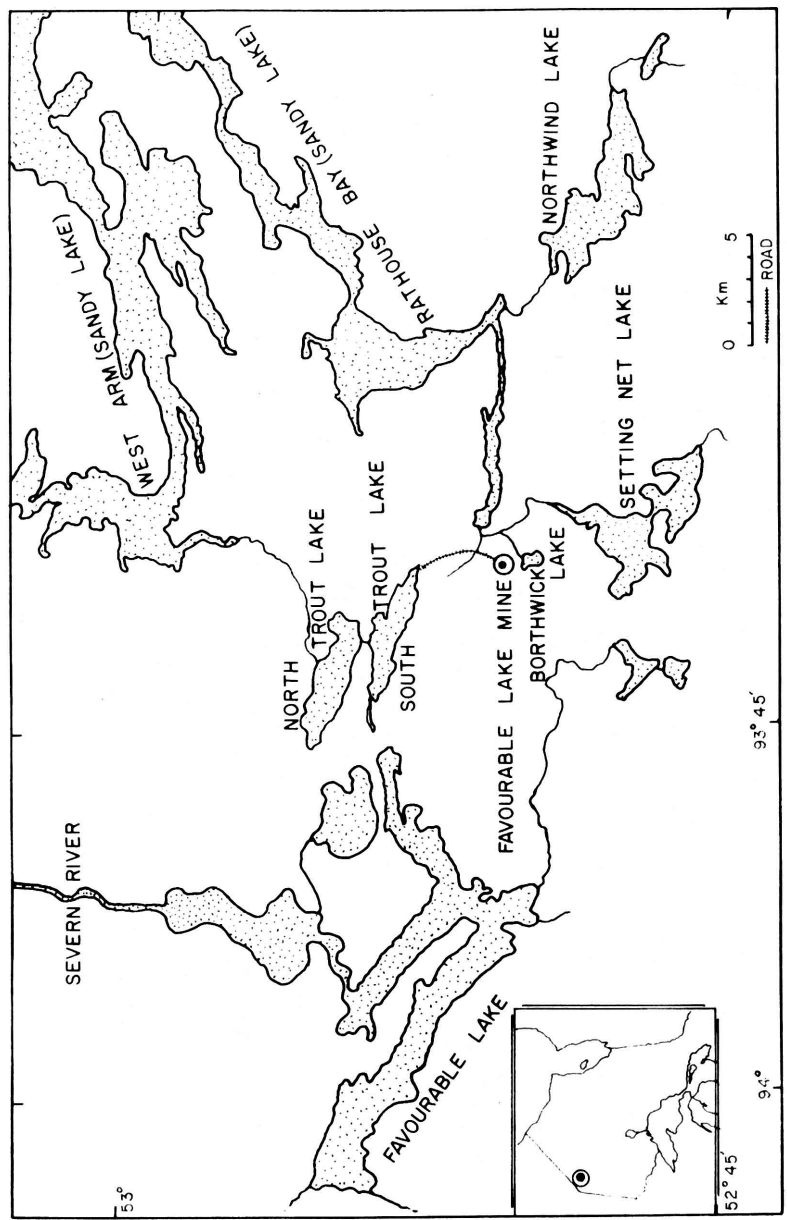 SEVERN RIVER
WEST ARM (SANDY LAKE)
RATHOUSE BAY (SANDY LAKE)
NORTH
TROUT LAKE
SOUTH
TROUT LAKE
NORTHWIND LAKE
FAVOURABLE LAKE
FAVOURABLE LAKE MINE
BORTHWICK
LAKE
SETTING NET LAKE
Km
0 5
ROAD
53°
52° 45'
94°
93° 45'